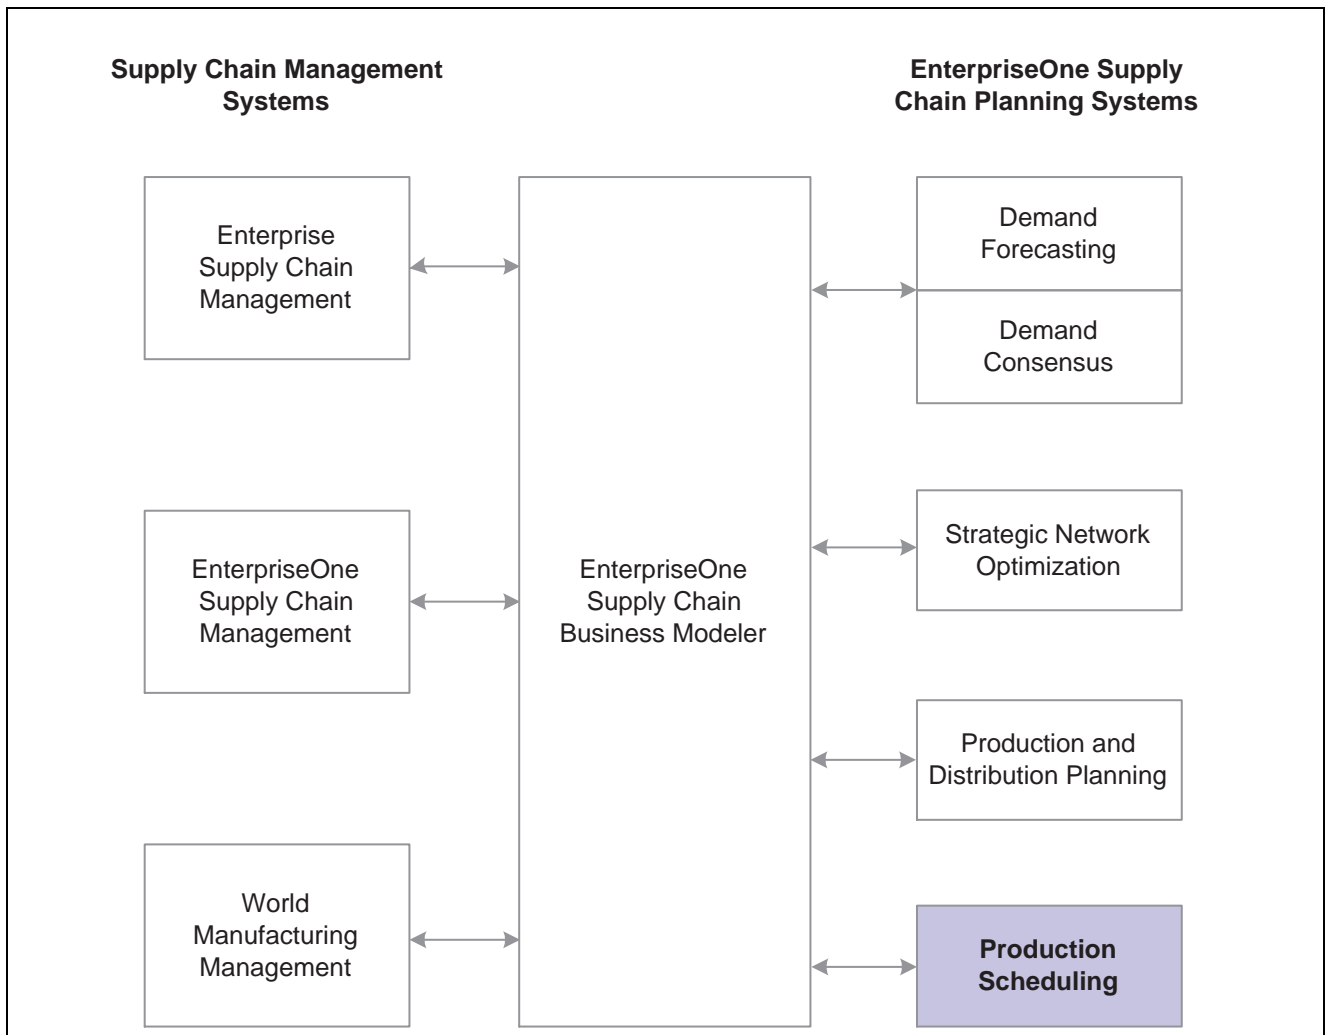 Supply Chain Management
Systems
EnterpriseOne Supply
Chain Planning Systems
Enterprise
Supply Chain
Management
EnterpriseOne
Supply Chain
Management
World
Manufacturing
Management
EnterpriseOne
Supply Chain
Business Modeler
Demand
Forecasting
Demand
Consensus
Strategic Network
Optimization
Production and
Distribution Planning
Production
Scheduling